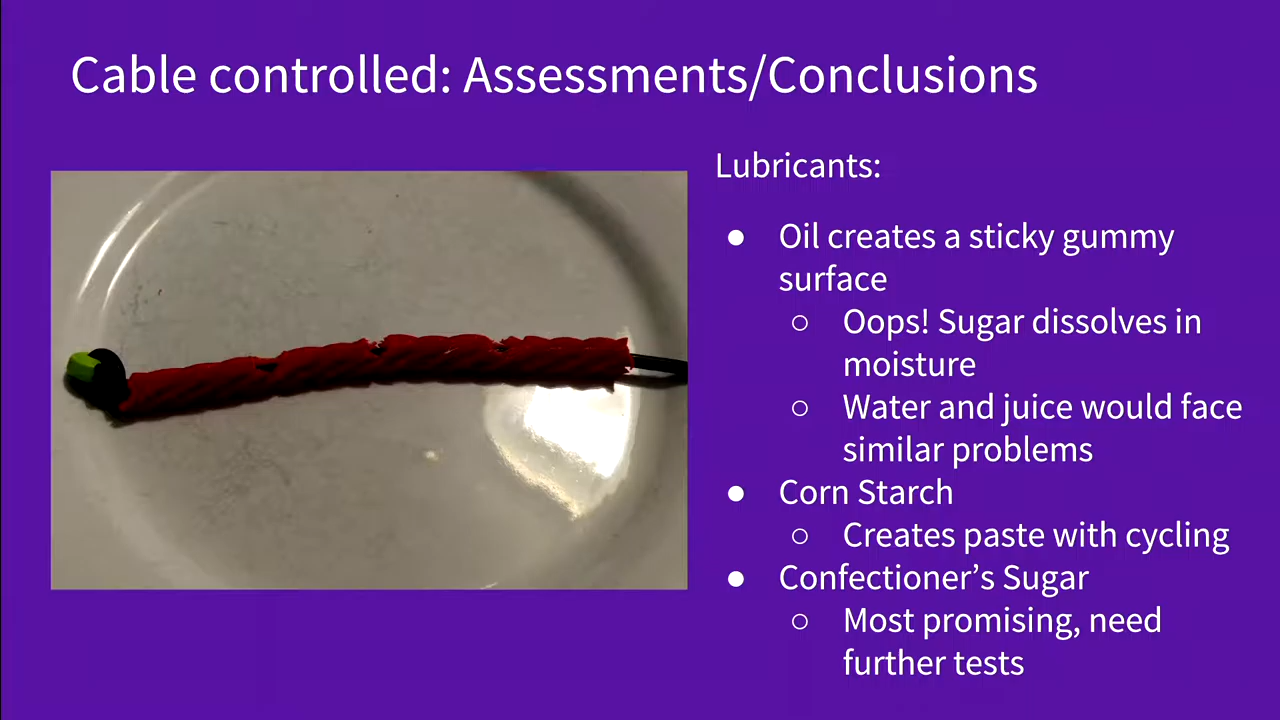 Cable controlled: Assessments/Conclusions
Lubricants:
● Oil creates a sticky gummy
surface
○ Oops! Sugar dissolves in
moisture
○ Water and juice would face
similar problems
● Corn Starch
○ Creates paste with cycling
● Confectioner’s Sugar
○ Most promising, need
further tests